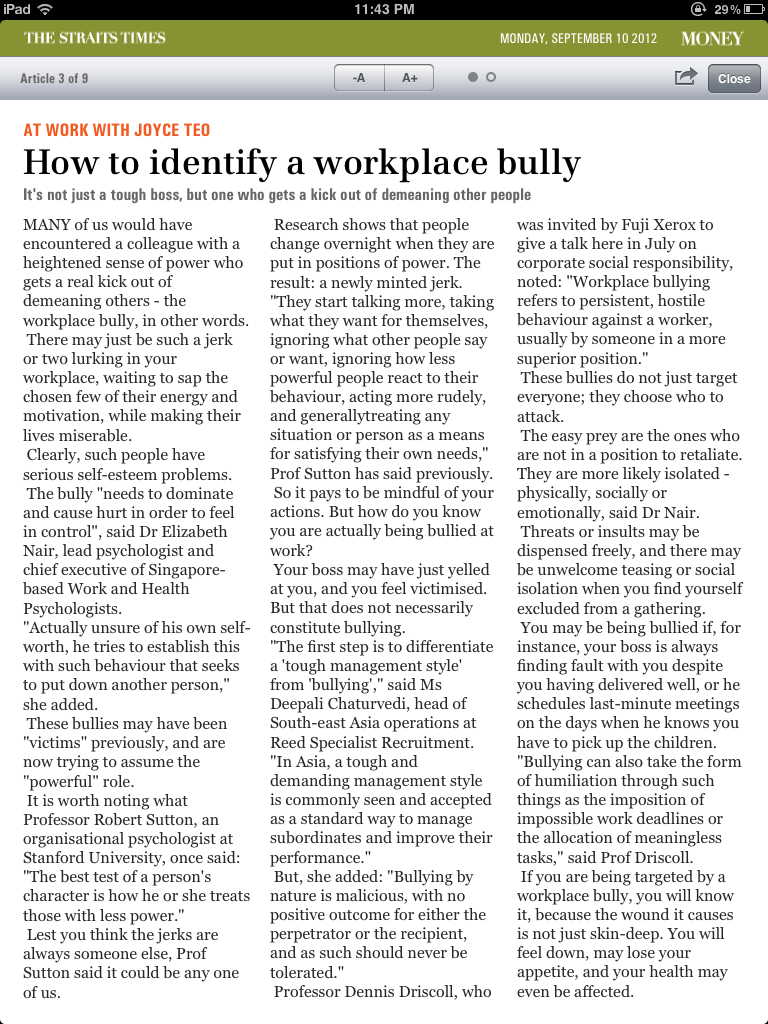 iPad
11:43 PM
29%
THE STRAITS TIMES
MONDAY, SEPTEMBER 10 2012
MONEY
Article 3 of 9
-A
A+
Close
AT WORK WITH JOYCE TEO
How to identify a workplace bully
It's not just a tough boss, but one who gets a kick out of demeaning other people
MANY of us would have
encountered a colleague with a
heightened sense of power who
gets a real kick out of
demeaning others - the
workplace bully, in other words.
There may just be such a jerk
or two lurking in your
workplace, waiting to sap the
chosen few of their energy and
motivation, while making their
lives miserable.
Clearly, such people have
serious self-esteem problems.
The bully "needs to dominate
and cause hurt in order to feel
in control", said Dr Elizabeth
Nair, lead psychologist and
chief executive of Singapore-
based Work and Health
Psychologists.
"Actually unsure of his own self-
worth, he tries to establish this
with such behaviour that seeks
to put down another person,"
she added.
These bullies may have been
"victims" previously, and are
now trying to assume the
"powerful" role.
It is worth noting what
Professor Robert Sutton, an
organisational psychologist at
Stanford University, once said:
"The best test of a person's
character is how he or she treats
those with less power."
Lest you think the jerks are
always someone else, Prof
Sutton said it could be any one
of us.
Research shows that people
change overnight when they are
put in positions of power. The
result: a newly minted jerk.
"They start talking more, taking
what they want for themselves,
ignoring what other people say
or want, ignoring how less
powerful people react to their
behaviour, acting more rudely,
and generallytreating any
situation or person as a means
for satisfying their own needs,"
Prof Sutton has said previously.
So it pays to be mindful of your
actions. But how do you know
you are actually being bullied at
work?
Your boss may have just yelled
at you, and you feel victimised.
But that does not necessarily
constitute bullying.
"The first step is to differentiate
a 'tough management style'
from 'bullying'," said Ms
Deepali Chaturvedi, head of
South-east Asia operations at
Reed Specialist Recruitment.
"In Asia, a tough and
demanding management style
is commonly seen and accepted
as a standard way to manage
subordinates and improve their
performance."
But, she added: "Bullying by
nature is malicious, with no
positive outcome for either the
perpetrator or the recipient,
and as such should never be
tolerated."
Professor Dennis Driscoll, who
was invited by Fuji Xerox to
give a talk here in July on
corporate social responsibility,
noted: "Workplace bullying
refers to persistent, hostile
behaviour against a worker,
usually by someone in a more
superior position."
These bullies do not just target
everyone; they choose who to
attack.
The easy prey are the ones who
are not in a position to retaliate.
They are more likely isolated -
physically, socially or
emotionally, said Dr Nair.
Threats or insults may be
dispensed freely, and there may
be unwelcome teasing or social
isolation when you find yourself
excluded from a gathering.
You may be being bullied if, for
instance, your boss is always
finding fault with you despite
you having delivered well, or he
schedules last-minute meetings
on the days when he knows you
have to pick up the children.
"Bullying can also take the form
of humiliation through such
things as the imposition of
impossible work deadlines or
the allocation of meaningless
tasks," said Prof Driscoll.
If you are being targeted by a
workplace bully, you will know
it, because the wound it causes
is not just skin-deep. You will
feel down, may lose your
appetite, and your health may
even be affected.